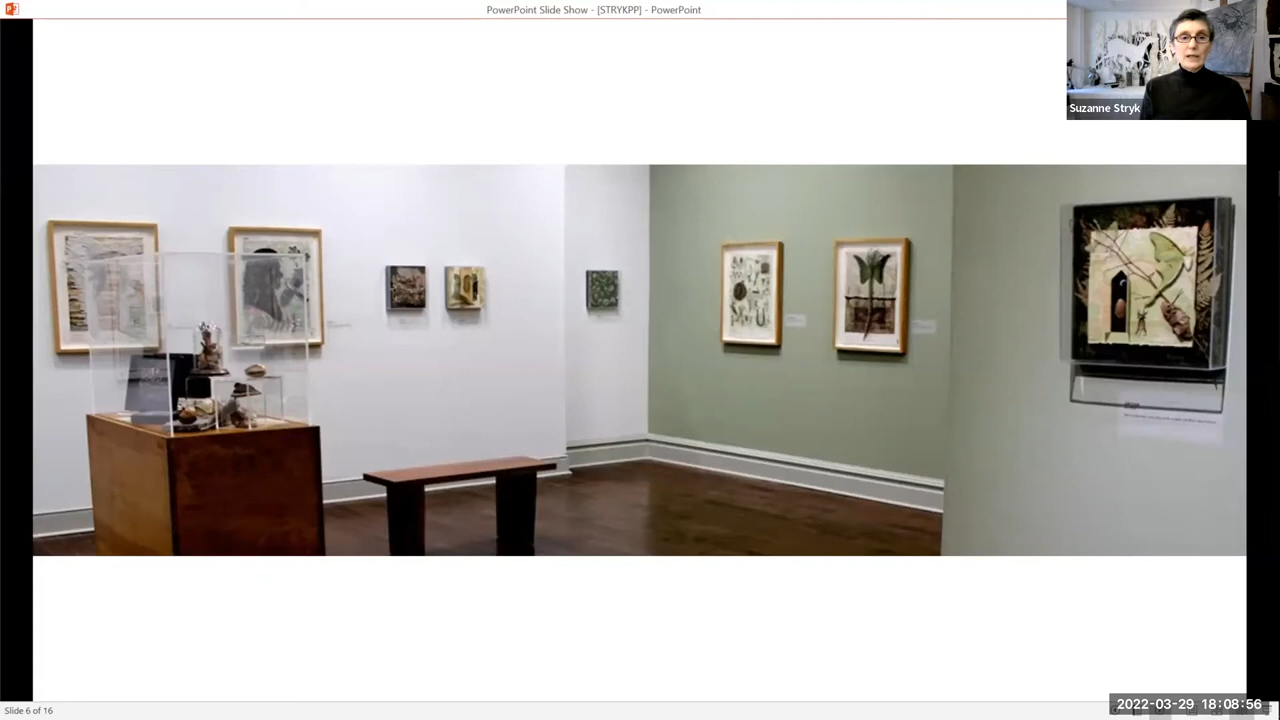 PowerPoint Slide Show - [STRYKPP] - PowerPoint
Suzanne Stryk
Slide 6 of 16
2022-03-29 18:08:56